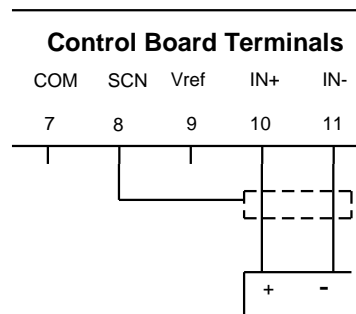 Control Board Terminals
COM SCN Vref IN+ IN-
7 8 9 10 11
+ -